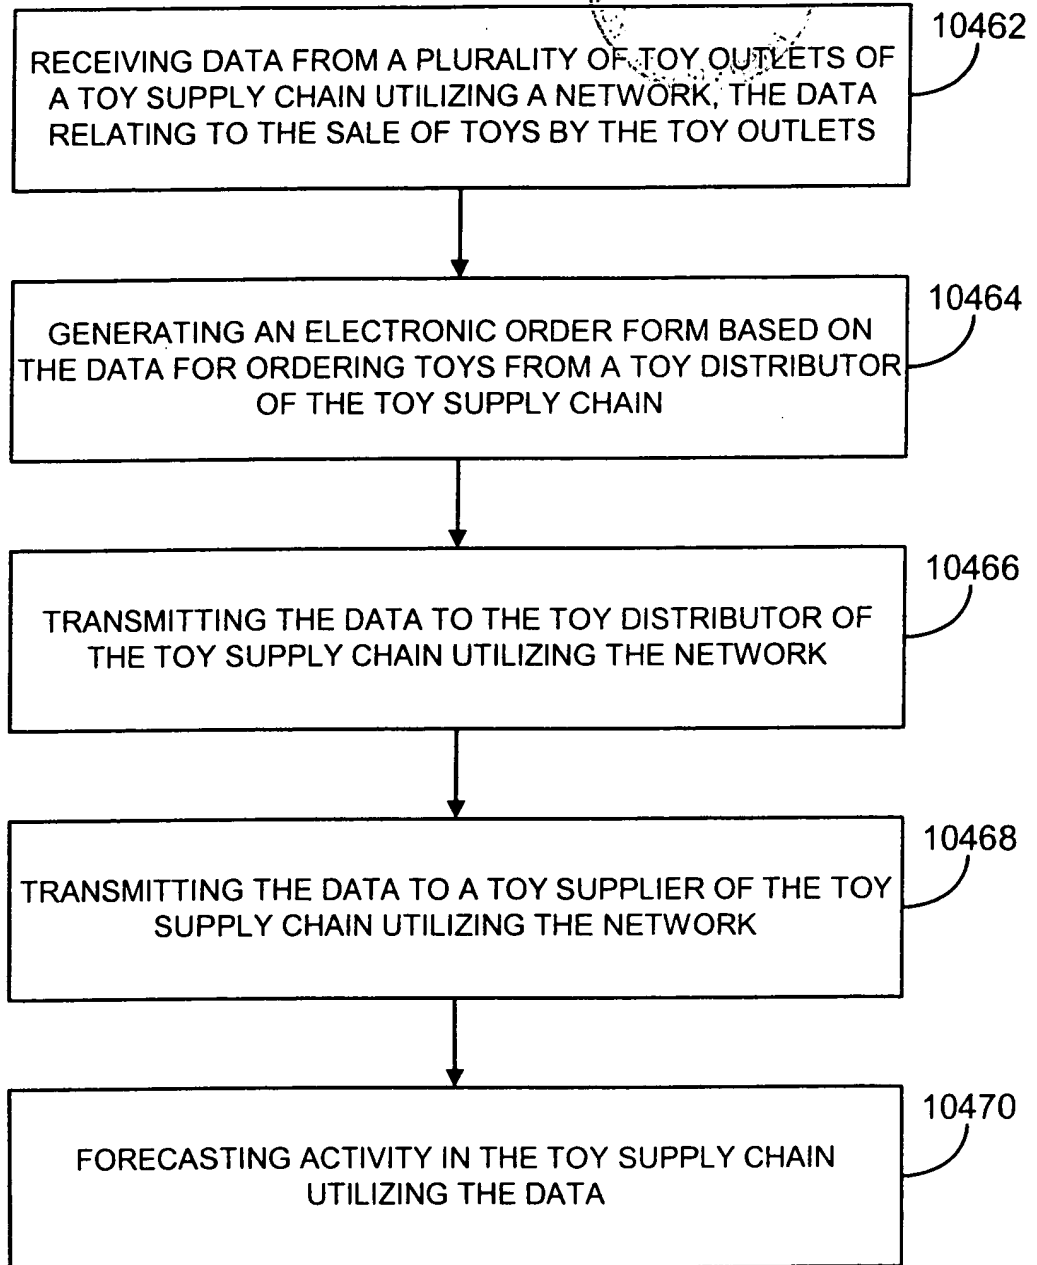 10462
RECEIVING DATA FROM A PLURALITY OF TOY OUTLETS OF
A TOY SUPPLY CHAIN UTILIZING A NETWORK, THE DATA
RELATING TO THE SALE OF TOYS BY THE TOY OUTLETS
10464
GENERATING AN ELECTRONIC ORDER FORM BASED ON
THE DATA FOR ORDERING TOYS FROM A TOY DISTRIBUTOR
OF THE TOY SUPPLY CHAIN
10466
TRANSMITTING THE DATA TO THE TOY DISTRIBUTOR OF
THE TOY SUPPLY CHAIN UTILIZING THE NETWORK
10468
TRANSMITTING THE DATA TO A TOY SUPPLIER OF THE TOY
SUPPLY CHAIN UTILIZING THE NETWORK
10470
FORECASTING ACTIVITY IN THE TOY SUPPLY CHAIN
UTILIZING THE DATA